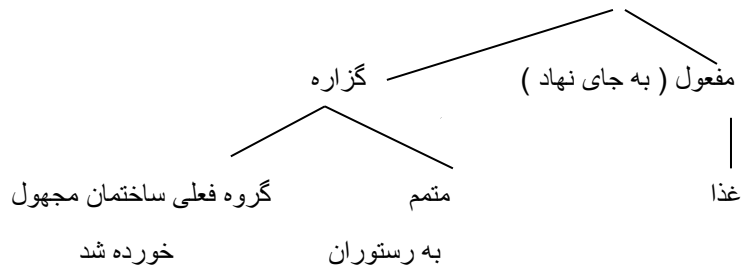 مفعول ( به جای نهاد ) گزاره
غذا متمم گروه فعلی ساختمان مجهول
به رستوران خورده شد